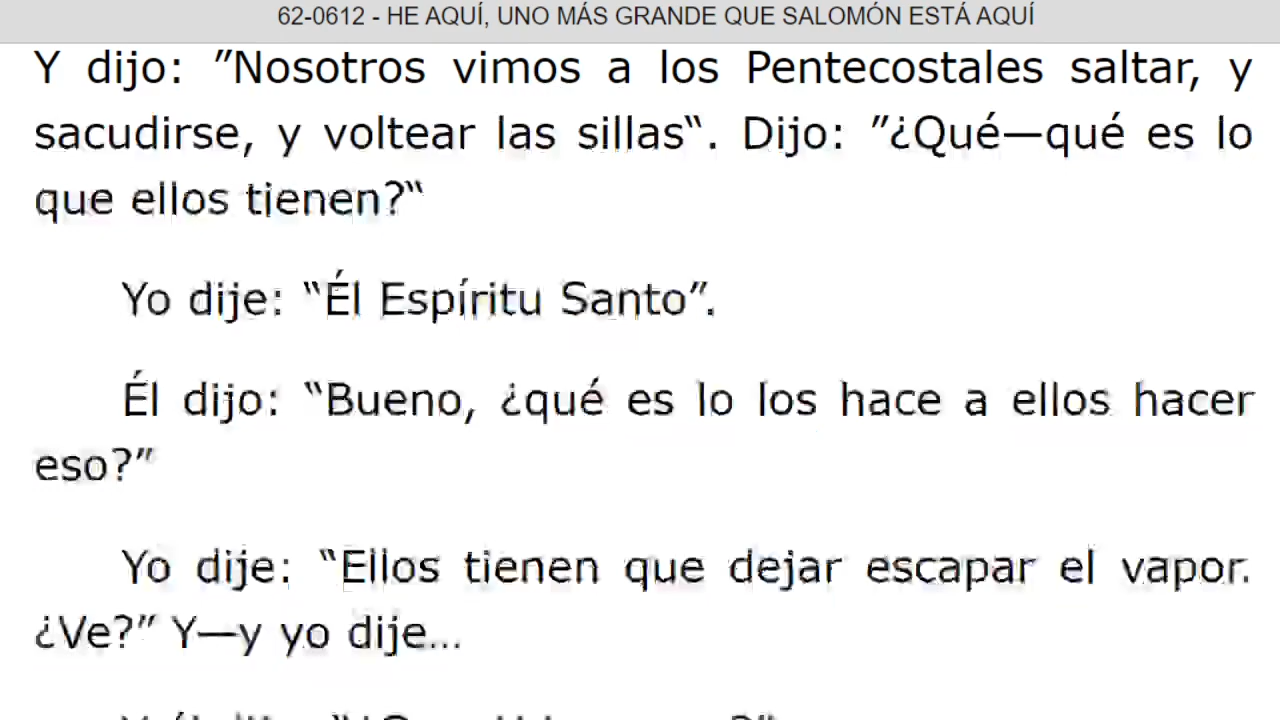 62-0612 - HE AQUÍ, UNO MÁS GRANDE QUE SALOMÓN ESTÁ AQUÍ
Y dijo: ”Nosotros vimos a los Pentecostales saltar, y
sacudirse, y voltear las sillas“. Dijo: ”¿Qué—qué es lo
que ellos tienen?“
Yo dije: “Él Espíritu Santo”.
Él dijo: “Bueno, ¿qué es lo los hace a ellos hacer
eso?”
Yo dije: “Ellos tienen que dejar escapar el vapor.
¿Ve?” Y—y yo dije...